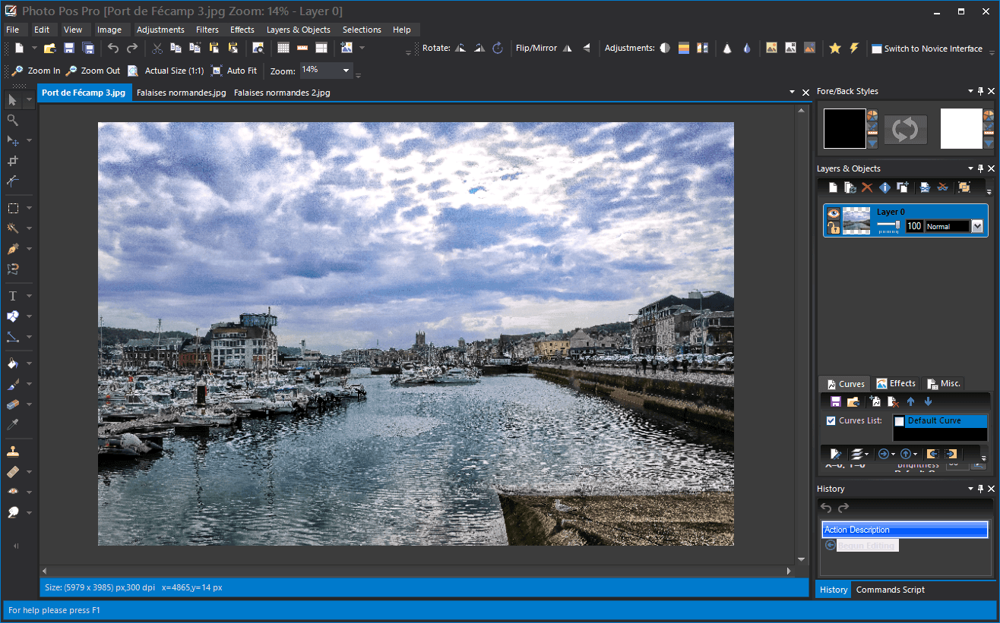 Photo Pos Pro [Port de Fécamp 3.jpg Zoom: 14% - Layer 0]
File Edit View Image Adjustments Filters Effects Layers & Objects Selections Help
Rotate: Flip/Mirror Adjustments: Switch to Novice Interface
Zoom In Zoom Out Actual Size (1:1) Auto Fit Zoom: 14%
Port de Fécamp 3.jpg Falaises normandes.jpg Falaises normandes 2.jpg
Fore/Back Styles
Layers & Objects
Layer 0
100 Normal
Curves Effects Misc.
Curves List: Default Curve
X=0, Y=0 Brightness
History
Action Description
Begun Editing
Size: (5979 x 3985) px,300 dpi x=4865,y=14 px
History Commands Script
For help please press F1